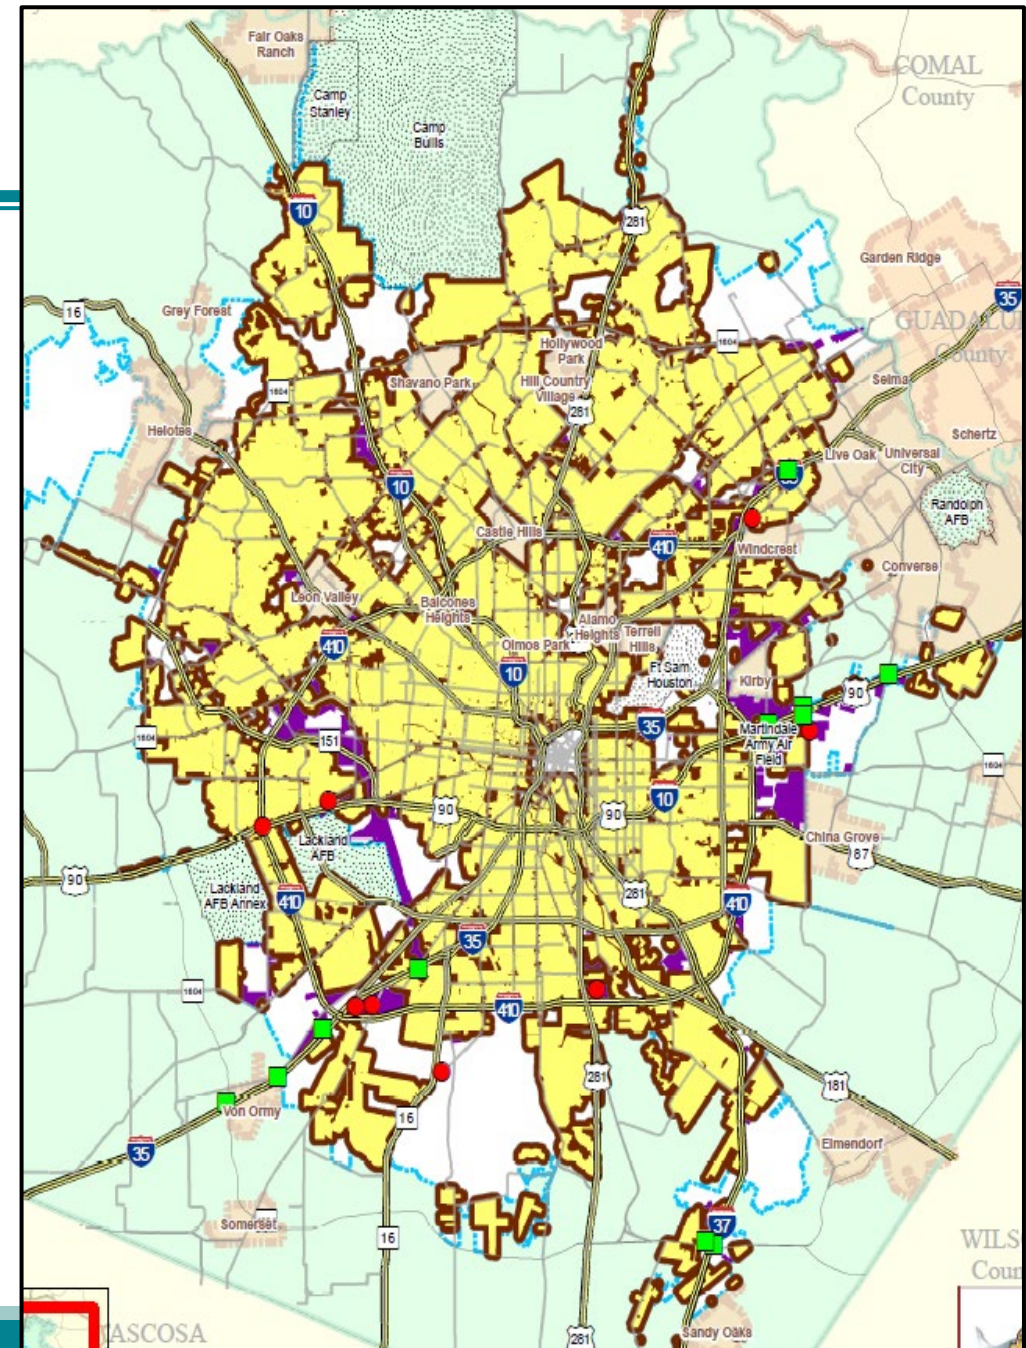 Fair Oaks
Ranch
COMAL
County
Camp
Stanley
Camp
Bullis
10
281
Garden Ridge
35
16
Grey Forest
GUADALU
County
1604
Hollywood
Park
Shavano Park
Hill Country
Village
1604
281
Selma
Helotes
Schertz
Live Oak
Universal
City
10
Randolph
AFB
Castle Hills
410
Windcrest
Converse
Leon Valley
Balcones
Heights
Alamo
Heights
Terrell
Hills
Olmos Park
410
10
Ft Sam
Houston
Kirby
90
35
1604
151
Martindale
Army Air
Field
1604
10
90
90
China Grove
87
Lackland
AFB
90
Lackland
AFB Annex
410
281
410
35
1604
410
281
181
Von Ormy
16
35
Elmendorf
Somerset
37
16
WILS
Coun
Sandy Oaks
281
TASCOSA